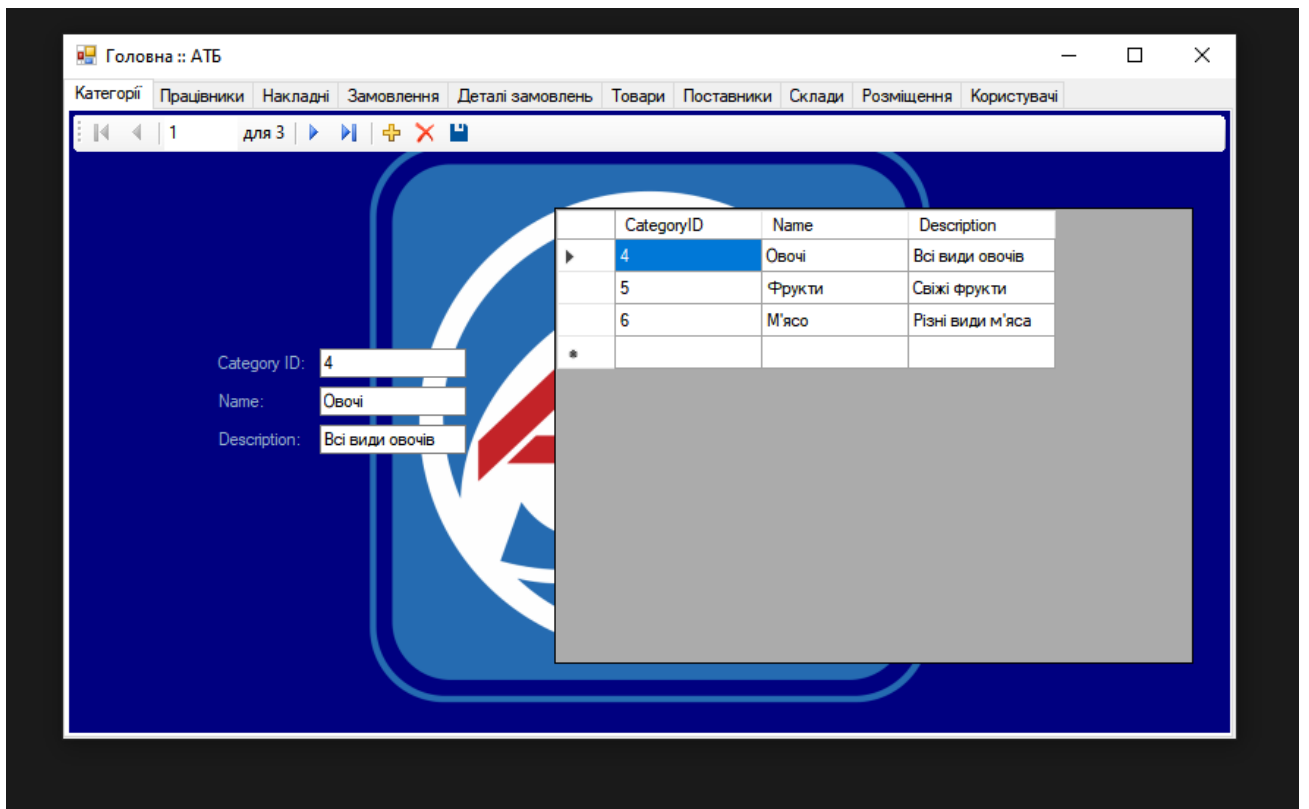 Головна :: АТБ
Категорії Працівники Накладні Замовлення Деталі замовлень Товари Поставники Склади Розміщення Користувачі
1 для 3
CategoryID Name Description
4 Овочі Всі види овочів
5 Фрукти Свіжі фрукти
6 М'ясо Різні види м'яса
Category ID: 4
Name: Овочі
Description: Всі види овочів